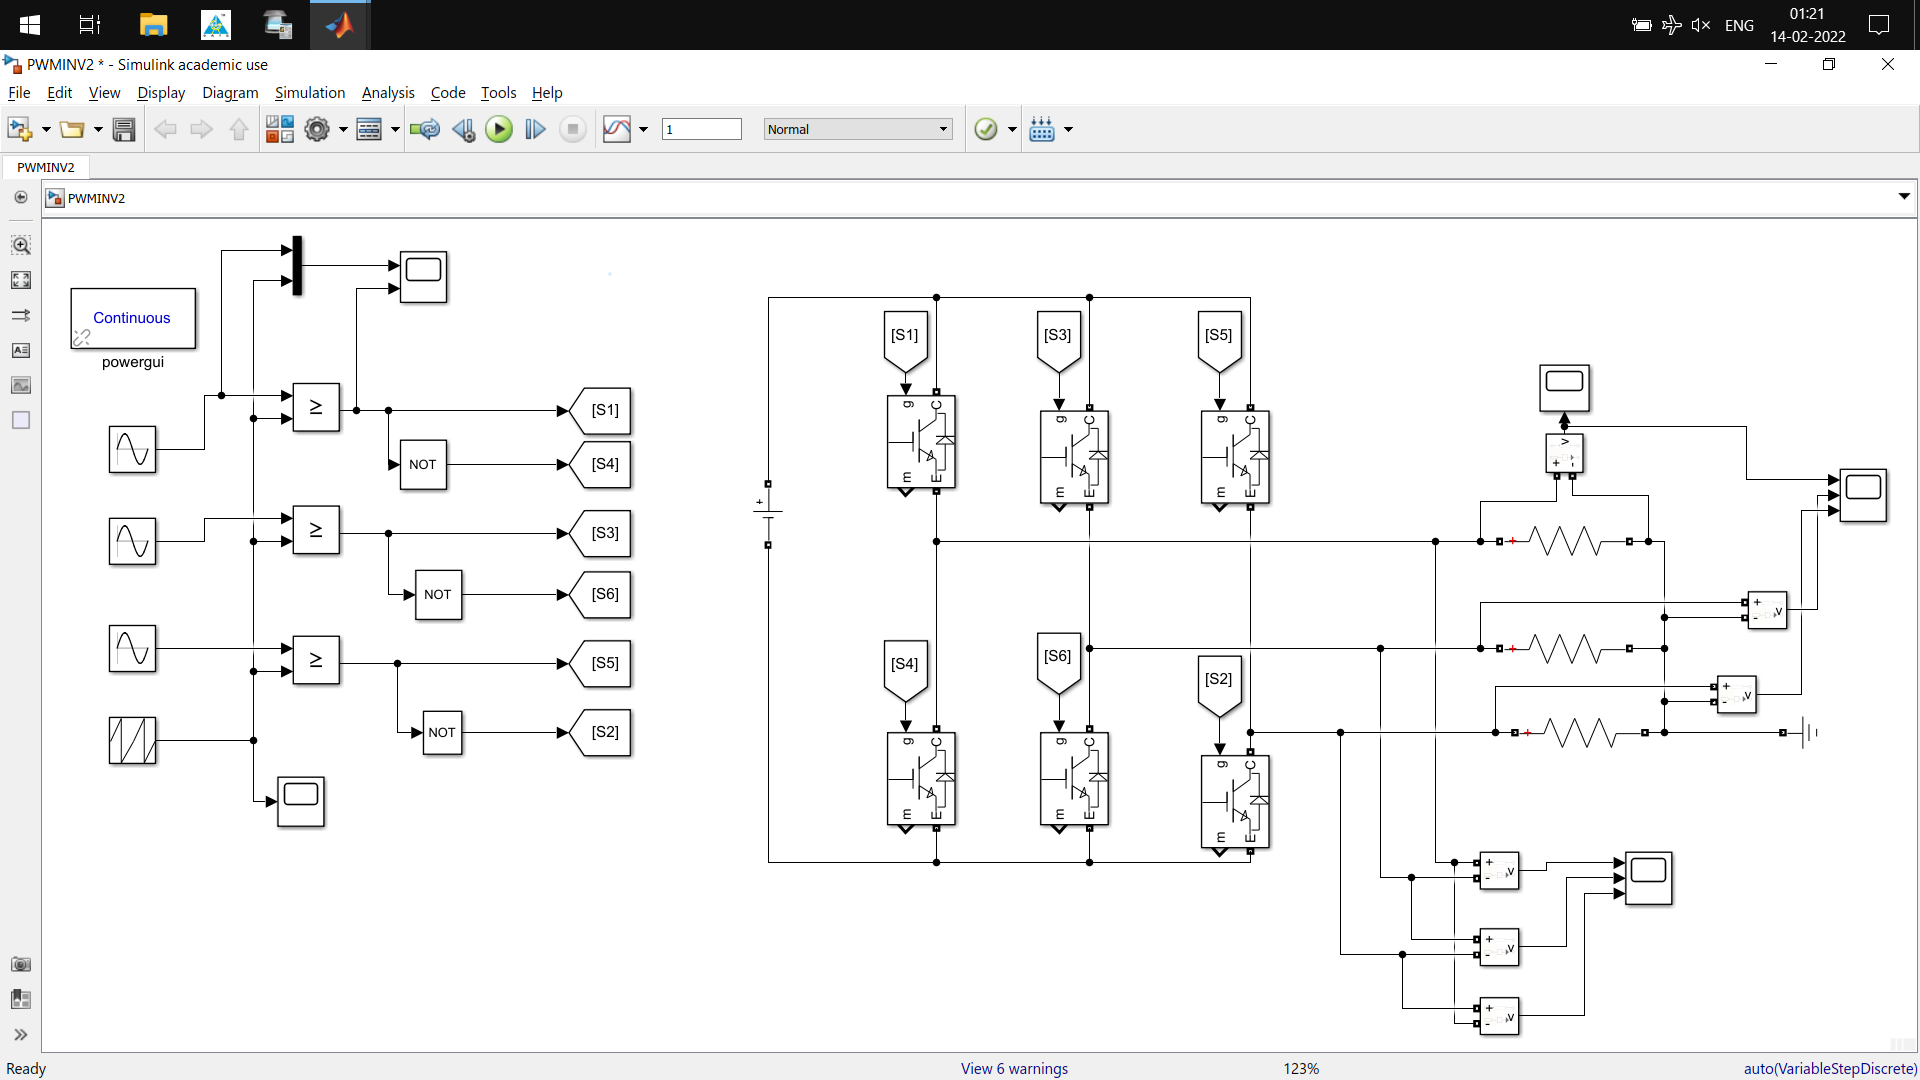 ENG
01:21
14-02-2022
PWMINV2 * - Simulink academic use
File Edit View Display Diagram Simulation Analysis Code Tools Help
1
Normal
PWMINV2
PWMINV2
Continuous
powergui
≥
[S1]
NOT
[S4]
≥
[S3]
NOT
[S6]
≥
[S5]
NOT
[S2]
+
[S1]
g C
m E
[S3]
g C
m E
[S5]
g C
m E
[S4]
g C
m E
[S6]
g C
m E
[S2]
g C
m E
v
+ -
+
+
+
+
- v
+
- v
+
- v
+
- v
+
- v
Ready
View 6 warnings
123%
auto(VariableStepDiscrete)